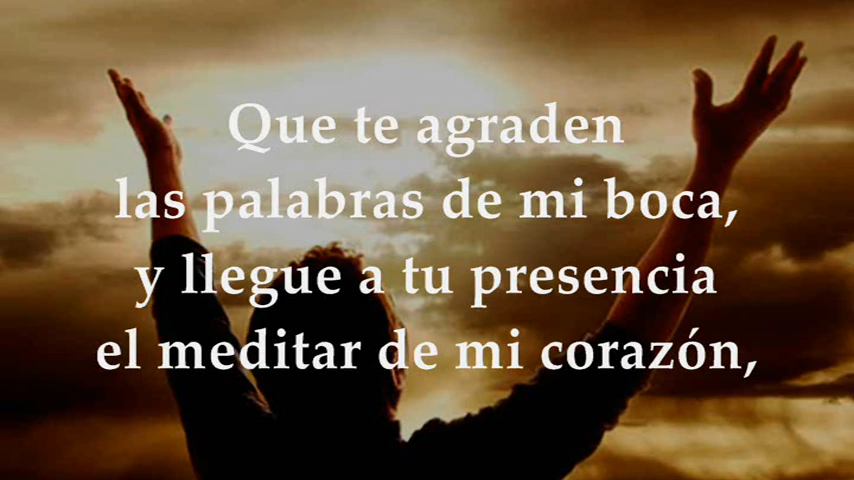 Que te agraden
las palabras de mi boca,
y llegue a tu presencia
el meditar de mi corazón,